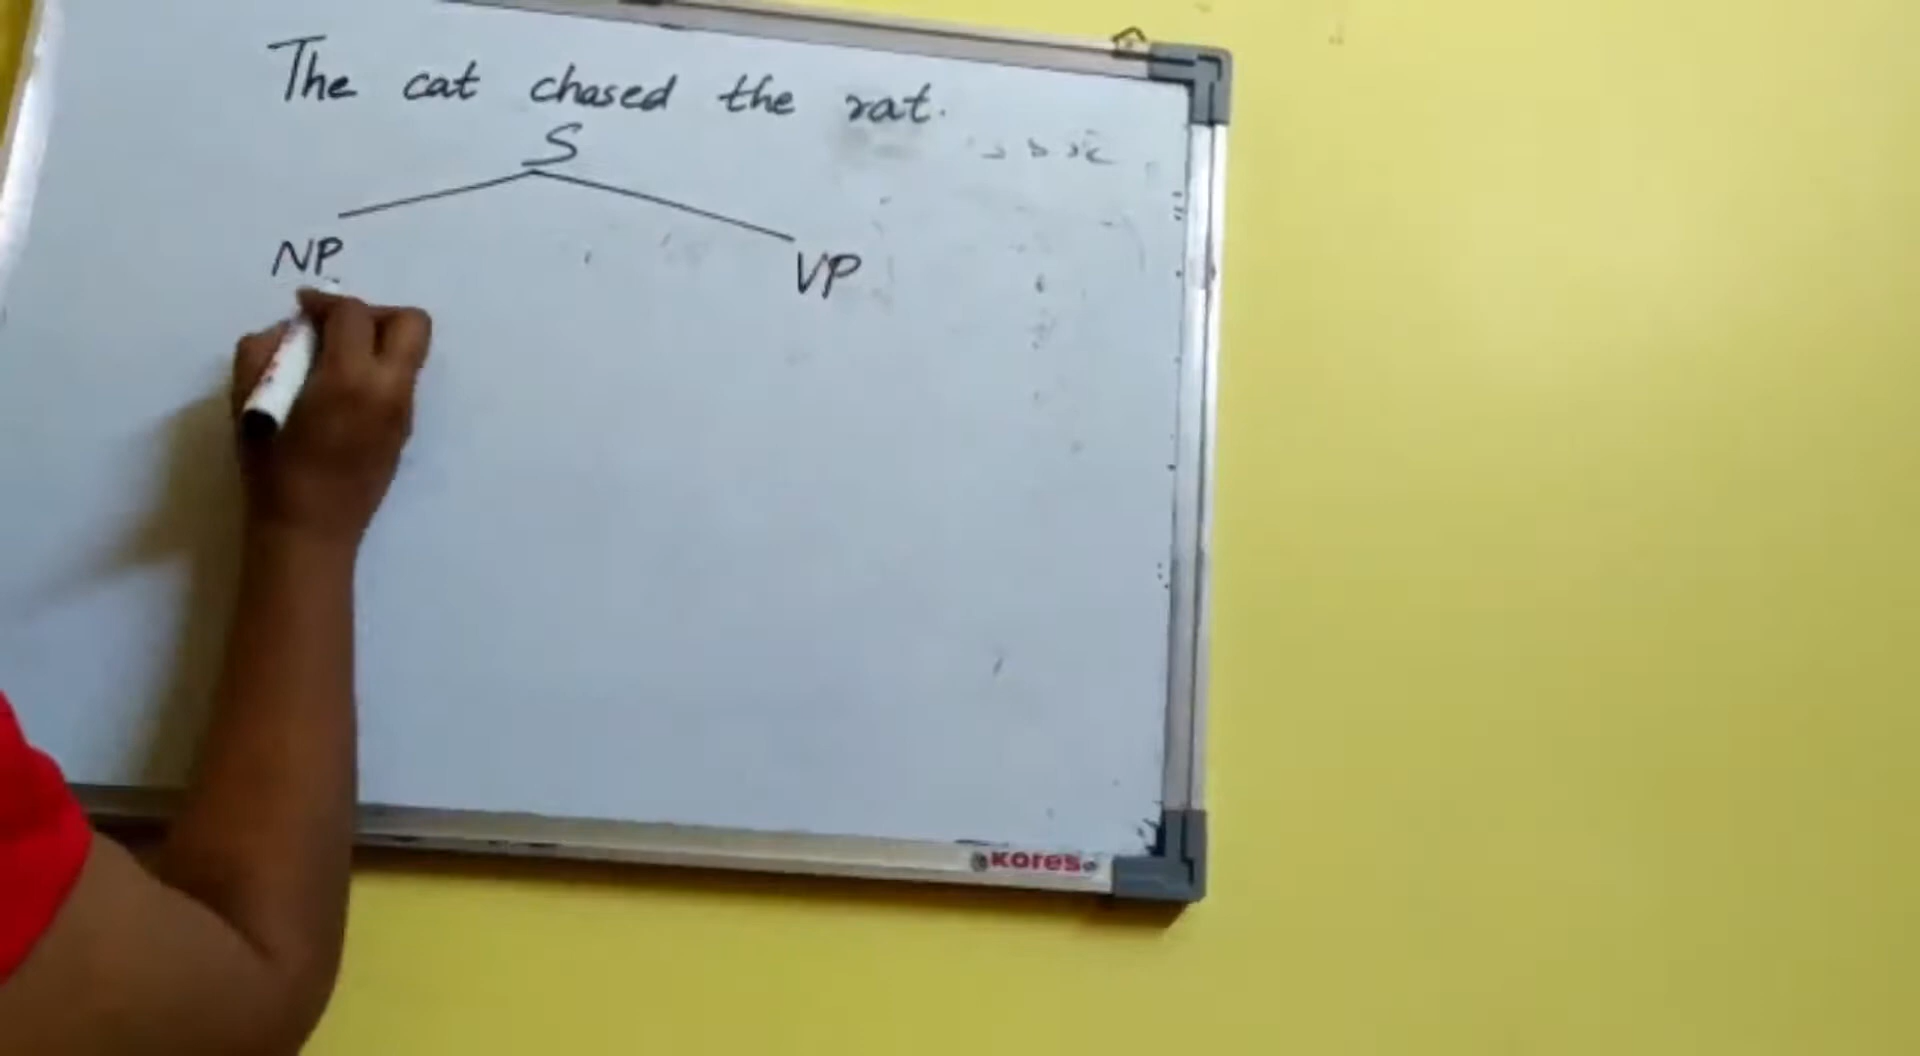 The cat chased the rat.
S
NP VP
Kores